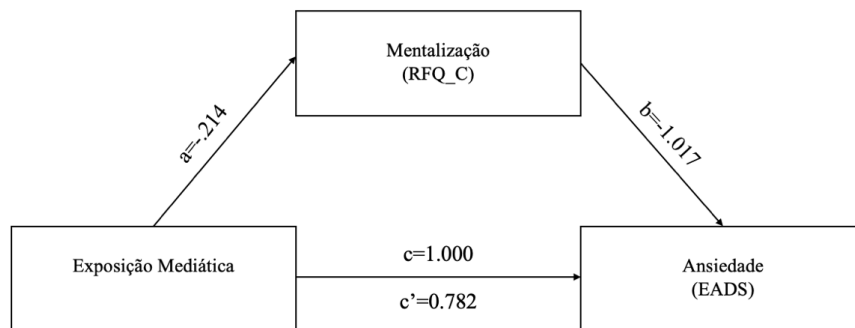 Mentalização
(RFQ_C)
a=-.214
b=-1.017
Exposição Mediática
c=1.000
c’=0.782
Ansiedade
(EADS)